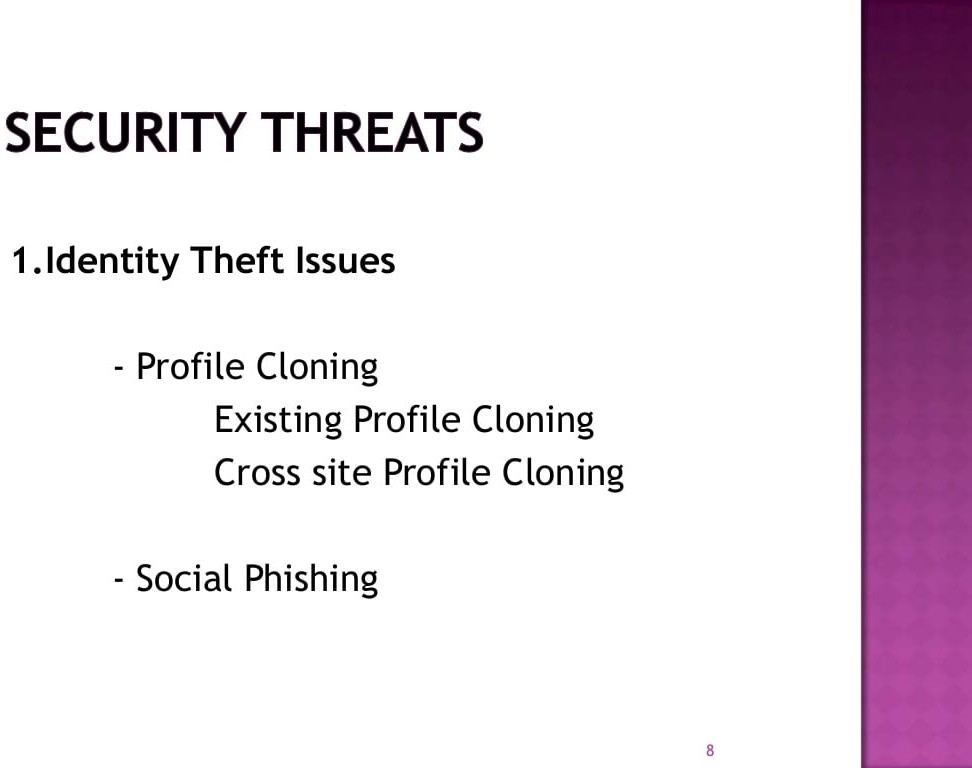 SECURITY THREATS
1.Identity Theft Issues
- Profile Cloning
Existing Profile Cloning
Cross site Profile Cloning
- Social Phishing
8